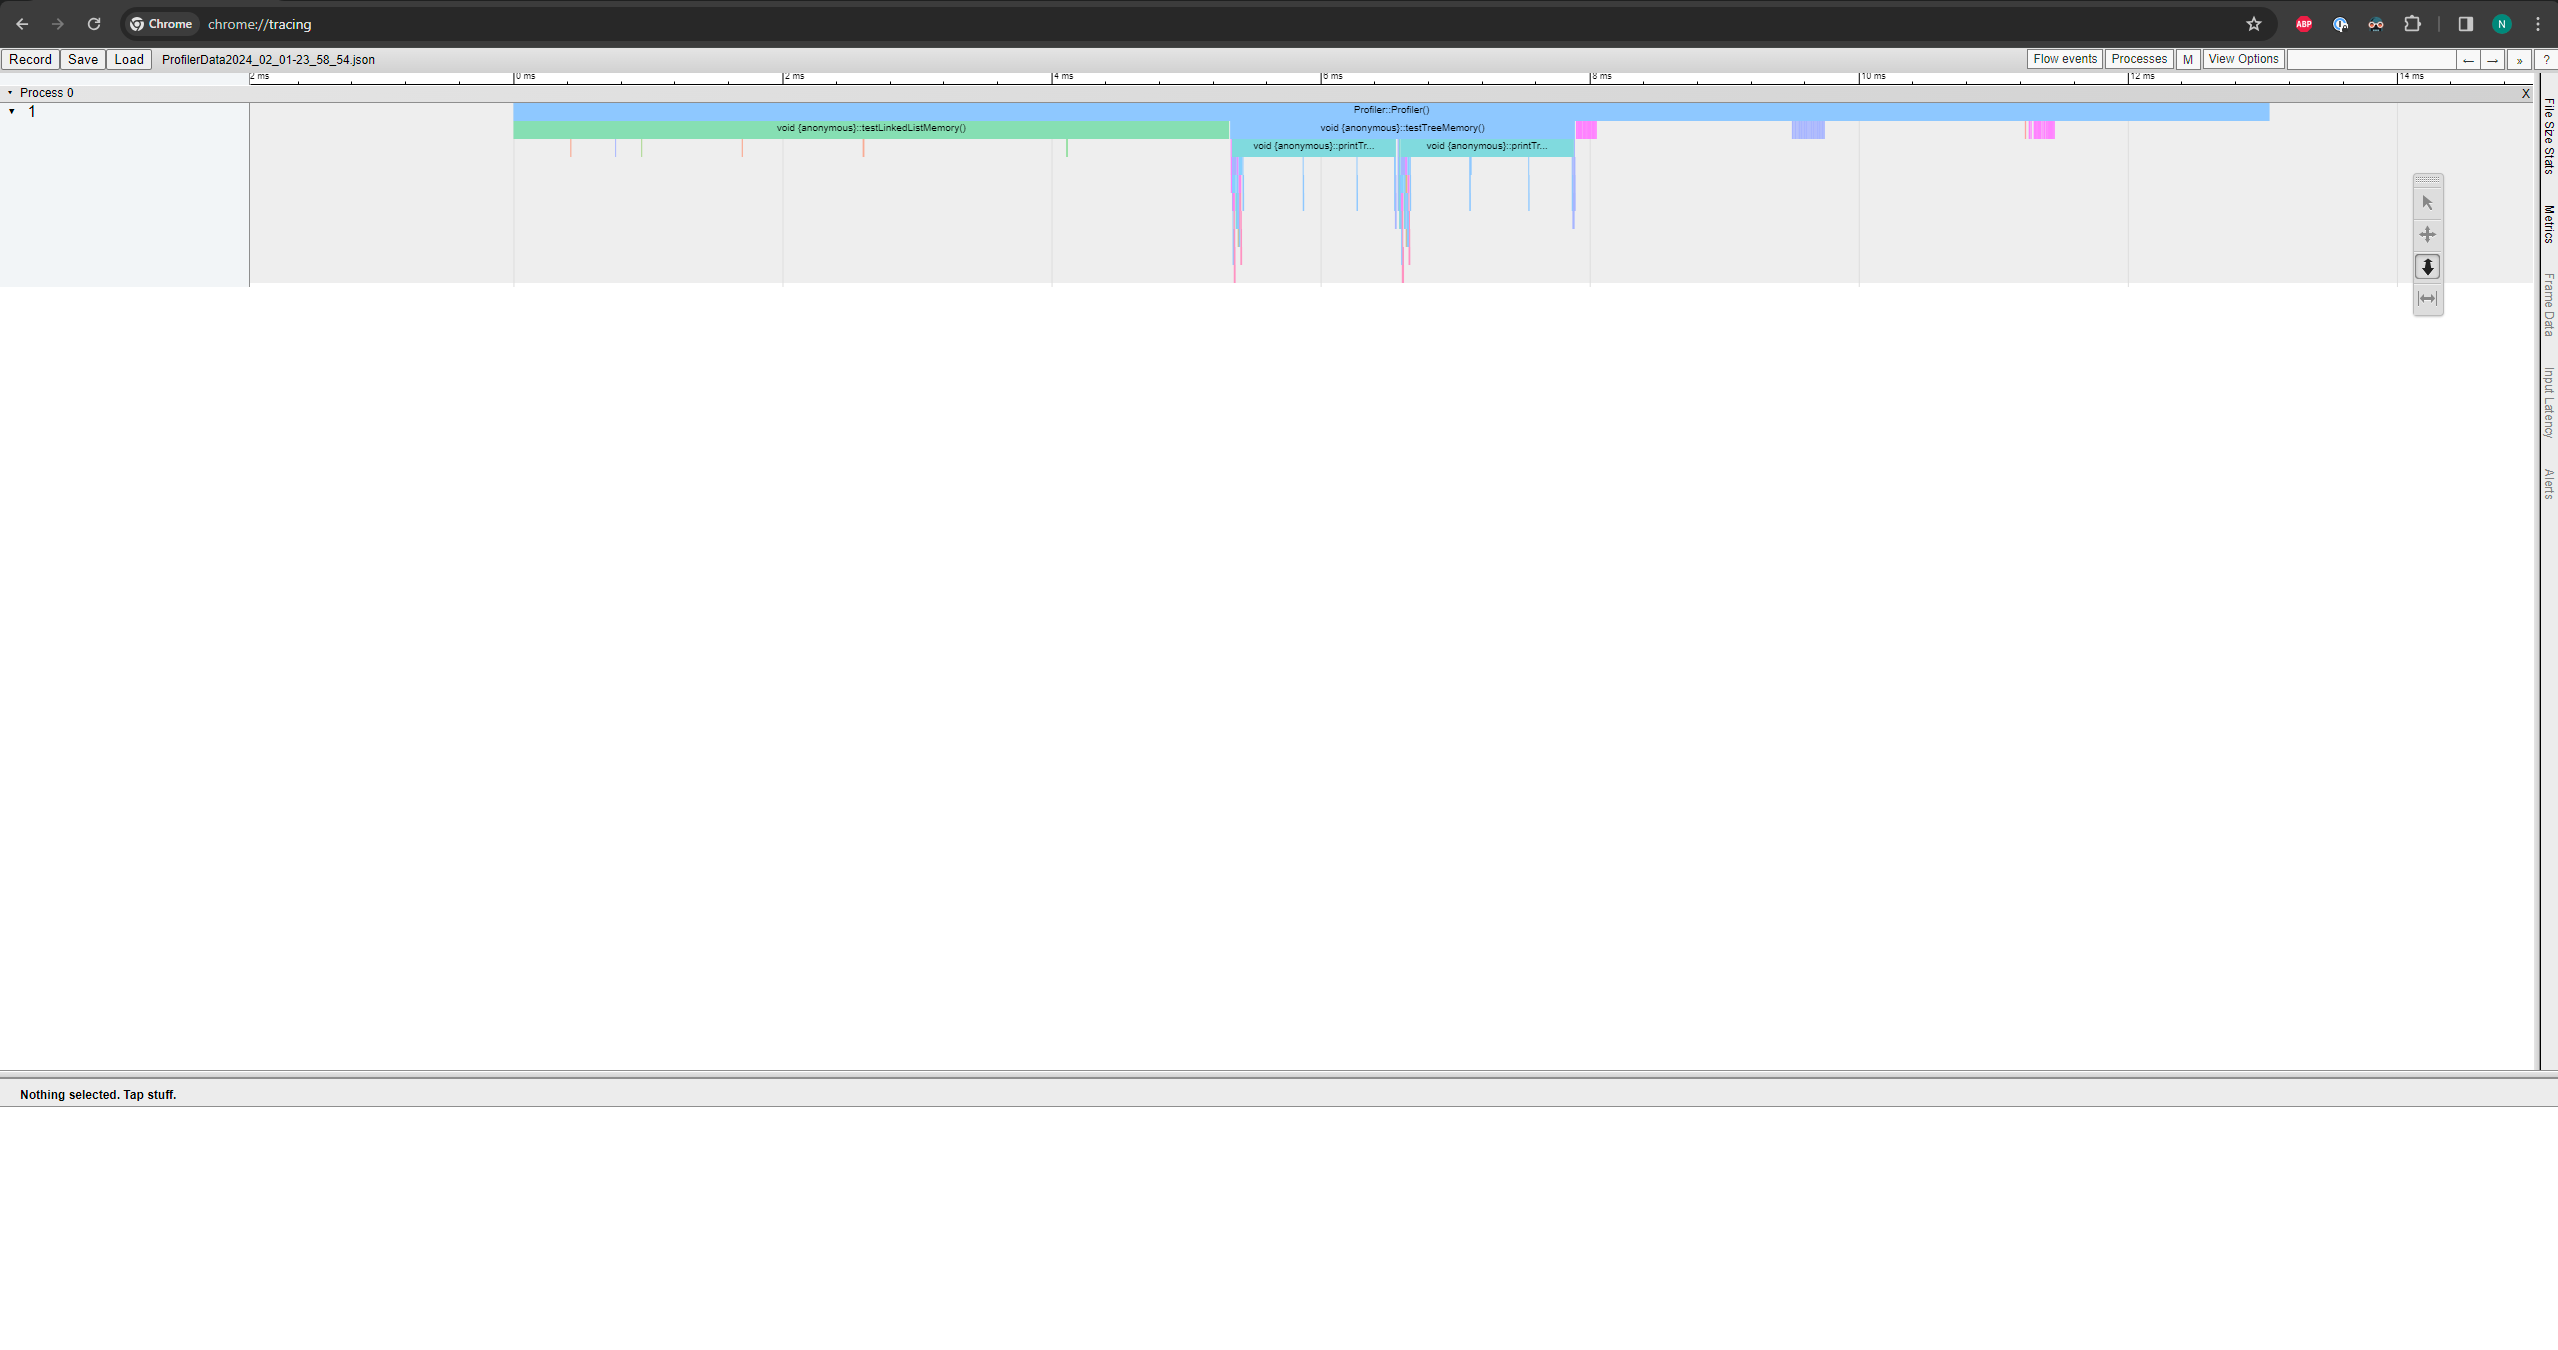 Chrome chrome://tracing ABP N
Record Save Load ProfilerData2024_02_01-23_58_54.json Flow events Processes M View Options ← → » ?
2 ms 0 ms 2 ms 4 ms 6 ms 8 ms 10 ms 12 ms 14 ms
Process 0 X
1
Profiler::Profiler()
void {anonymous}::testLinkedListMemory() void {anonymous}::testTreeMemory()
void {anonymous}::printTr... void {anonymous}::printTr...
File Size Stats
Metrics
Frame Data
Input Latency
Alerts
Nothing selected. Tap stuff.